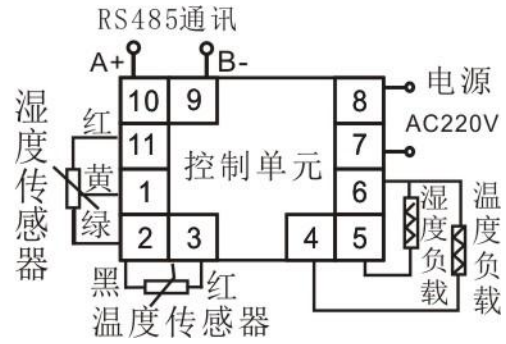 RS485通讯
A+ B-
10 9 8 电源
AC220V
11 7
1 6
2 3 4 5
控制单元
湿度传感器
红
黄
绿
黑 红
温度传感器
湿度负载
温度负载